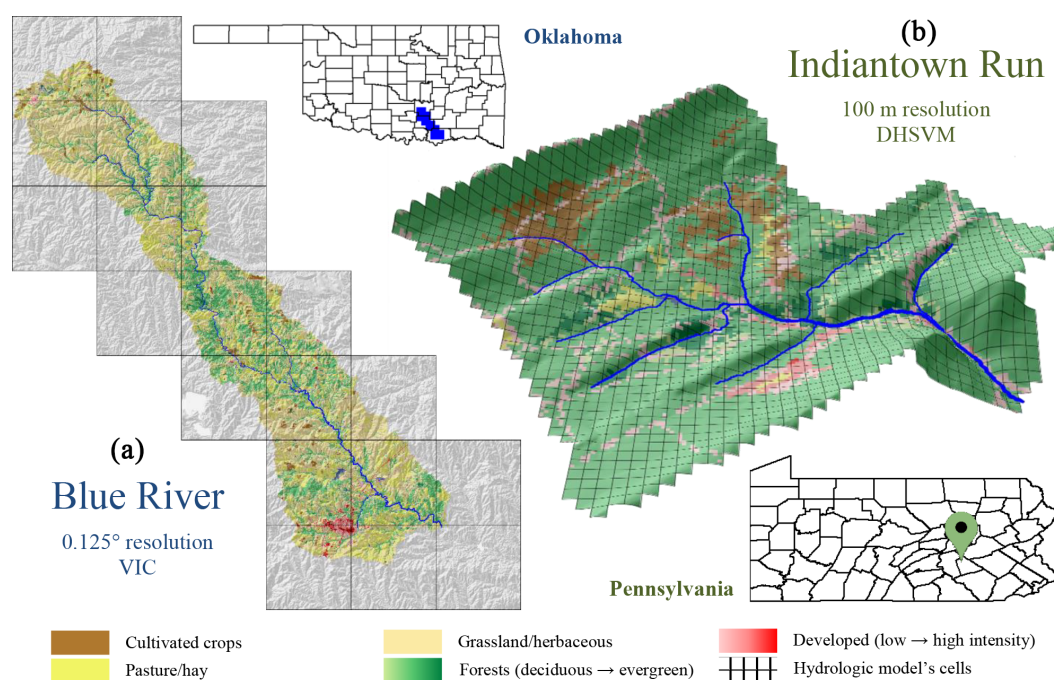 Oklahoma
(b)
Indiantown Run
100 m resolution
DHSVM
(a)
Blue River
0.125° resolution
VIC
Pennsylvania
Cultivated crops
Pasture/hay
Grassland/herbaceous
Forests (deciduous → evergreen)
Developed (low → high intensity)
Hydrologic model's cells